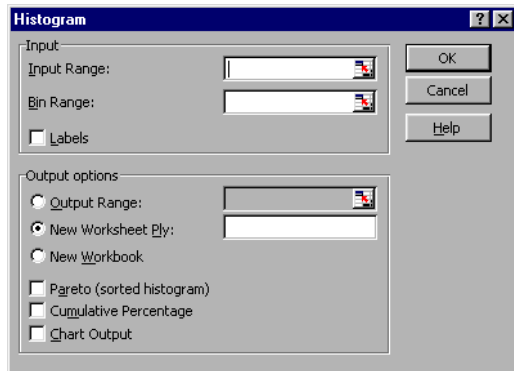 Histogram
Input
Input Range:
Bin Range:
Labels
OK
Cancel
Help
Output options
Output Range:
New Worksheet Ply:
New Workbook
Pareto (sorted histogram)
Cumulative Percentage
Chart Output